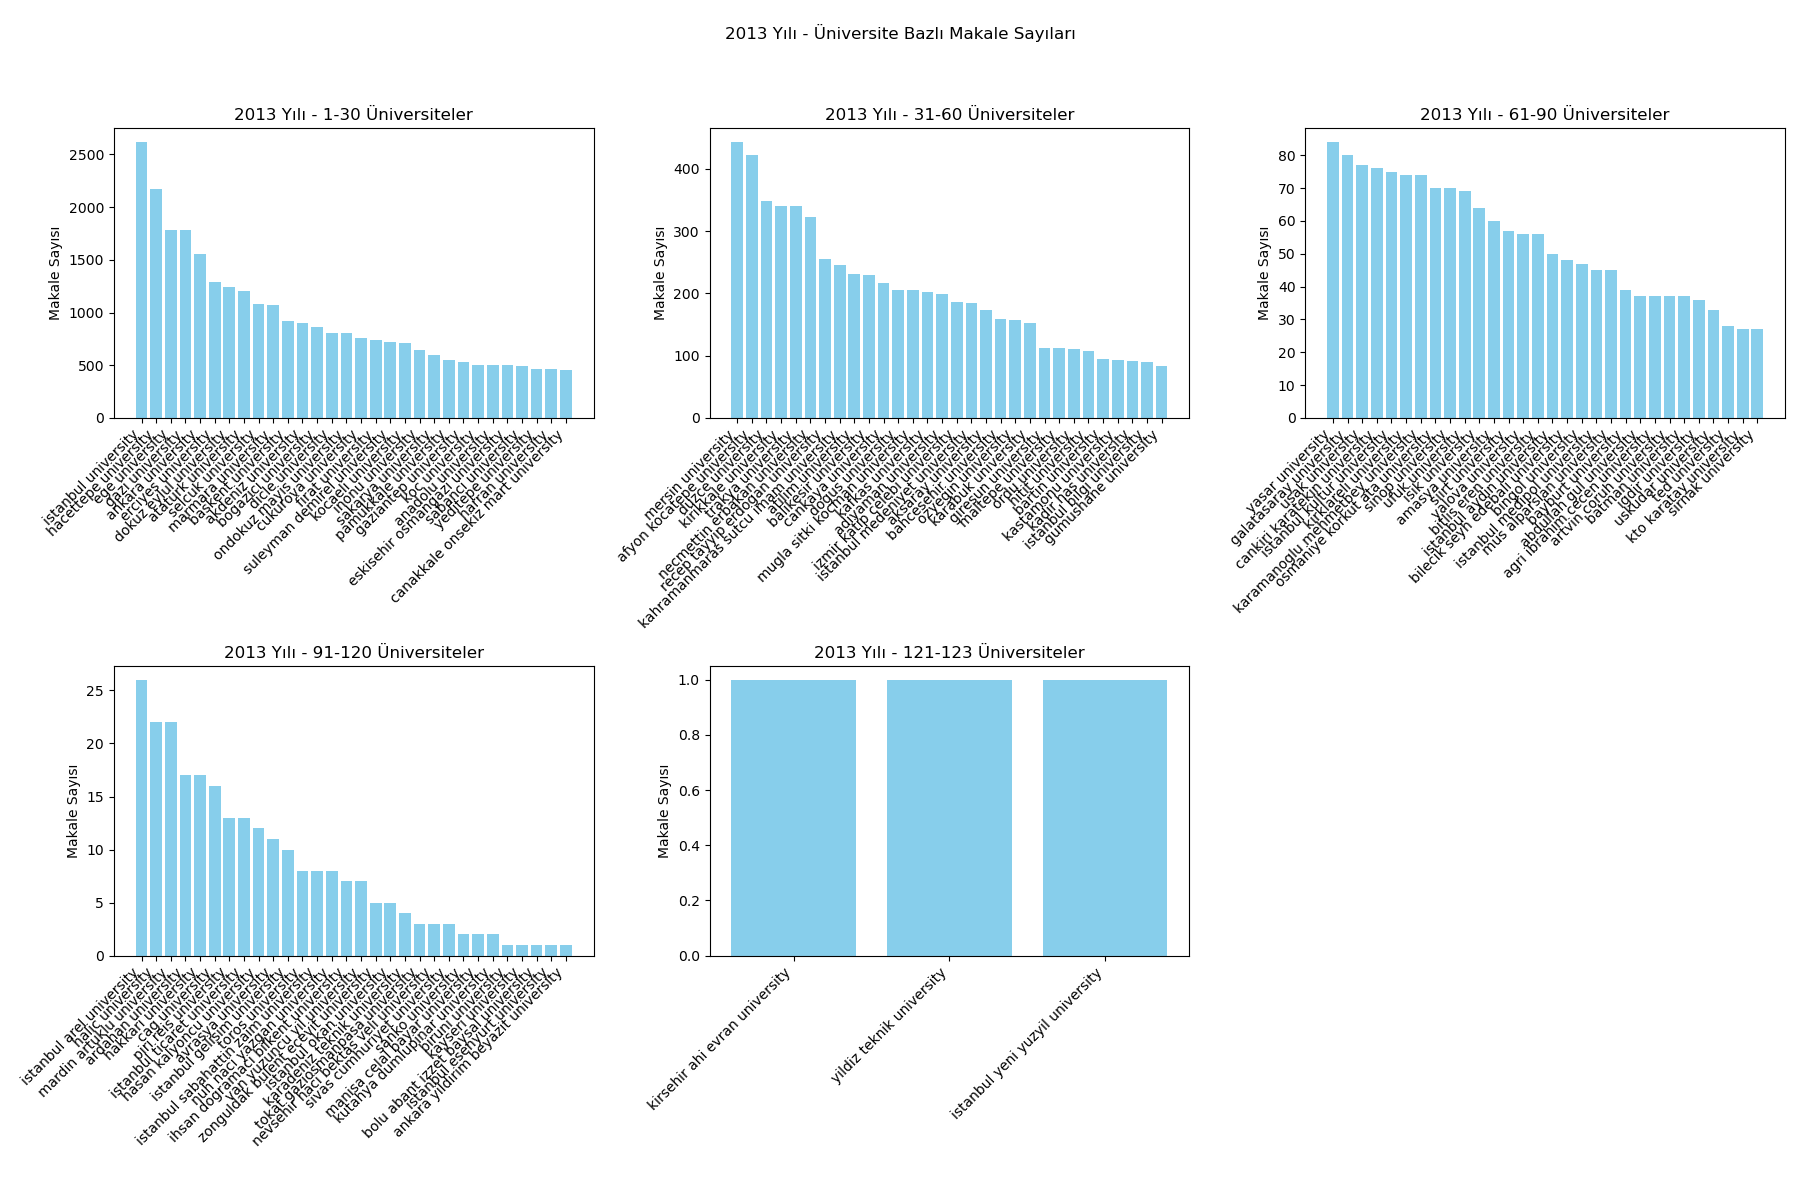 2013 Yılı - Üniversite Bazlı Makale Sayıları
2013 Yılı - 1-30 Üniversiteler
Makale Sayısı
2500
2000
1500
1000
500
0
istanbul university
hacettepe university
ege university
gazi university
ankara university
erciyes university
dokuz eylul university
ataturk university
selcuk university
marmara university
baskent university
akdeniz university
bogazici university
dicle university
ondokuz mayis university
cukurova university
suleyman demirel university
firat university
kocaeli university
inonu university
sakarya university
pamukkale university
gaziantep university
koc university
anadolu university
eskisehir osmangazi university
sabanci university
yeditepe university
harran university
canakkale onsekiz mart university
2013 Yılı - 31-60 Üniversiteler
Makale Sayısı
400
300
200
100
0
mersin university
afyon kocatepe university
duzce university
kirikkale university
trakya university
necmettin erbakan university
recep tayyip erdogan university
kahramanmaras sutcu imam university
fatih university
balikesir university
cankaya university
dogus university
mugla sitki kocman university
kafkas university
adiyaman university
izmir katip celebi university
istanbul medeniyet university
aksaray university
bahcesehir university
ozyegin university
karabuk university
giresun university
maltepe university
ordu university
hitit university
bartin university
kastamonu university
kadir has university
istanbul bilgi university
gumushane university
2013 Yılı - 61-90 Üniversiteler
Makale Sayısı
80
70
60
50
40
30
20
10
0
yasar university
galatasaray university
usak university
cankiri karatekin university
istanbul kultur university
kirklareli university
karamanoglu mehmetbey university
osmaniye korkut ata university
sinop university
ufuk university
isik university
amasya university
siirt university
yalova university
bitlis eren university
istanbul aydin university
bilecik seyh edebali university
bingol university
istanbul medipol university
mus alparslan university
bayburt university
abdullah gul university
agri ibrahim cecen university
artvin coruh university
batman university
igdir university
uskudar university
ted university
kto karatay university
sirnak university
2013 Yılı - 91-120 Üniversiteler
Makale Sayısı
25
20
15
10
5
0
istanbul arel university
halic university
mardin artuklu university
ardahan university
hakkari university
cag university
piri reis university
istanbul ticaret university
hasan kalyoncu university
avrasya university
istanbul gelisim university
toros university
istanbul sabahattin zaim university
nuh naci yazgan university
ihsan dogramaci bilkent university
van yuzuncu yil university
zonguldak bulent ecevit university
istanbul okan university
karadeniz teknik university
tokat gaziosmanpasa university
nevsehir haci bektas veli university
sivas cumhuriyet university
sanko university
manisa celal bayar university
kutahya dumlupinar university
biruni university
kayseri university
bolu abant izzet baysal university
istanbul esenyurt university
ankara yildirim beyazit university
2013 Yılı - 121-123 Üniversiteler
Makale Sayısı
1.0
0.8
0.6
0.4
0.2
0.0
kirsehir ahi evran university
yildiz teknik university
istanbul yeni yuzyil university